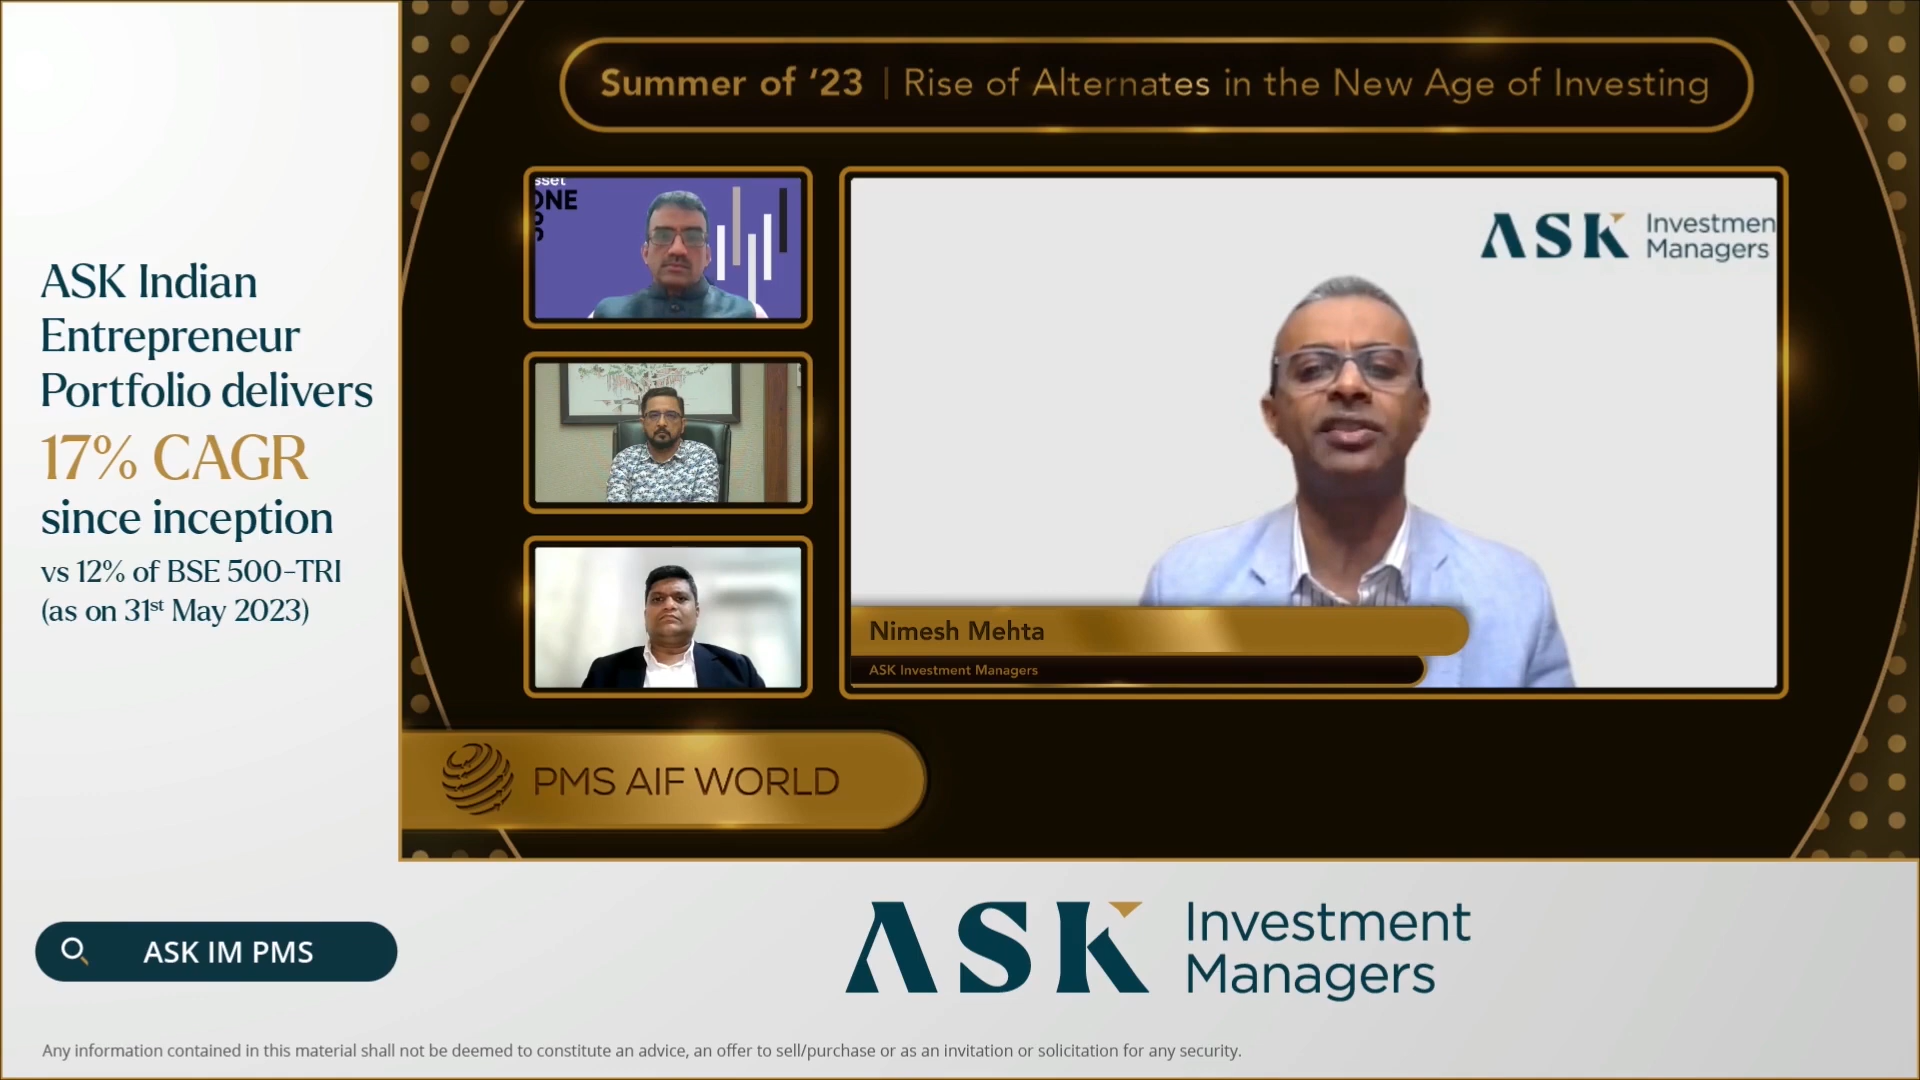 Summer of ’23 | Rise of Alternates in the New Age of Investing
ASK Indian
Entrepreneur
Portfolio delivers
17% CAGR
since inception
vs 12% of BSE 500-TRI
(as on 31st May 2023)
sset
ONE
ASK Investmen
Managers
Nimesh Mehta
ASK Investment Managers
PMS AIF WORLD
ASK IM PMS
ASK Investment
Managers
Any information contained in this material shall not be deemed to constitute an advice, an offer to sell/purchase or as an invitation or solicitation for any security.